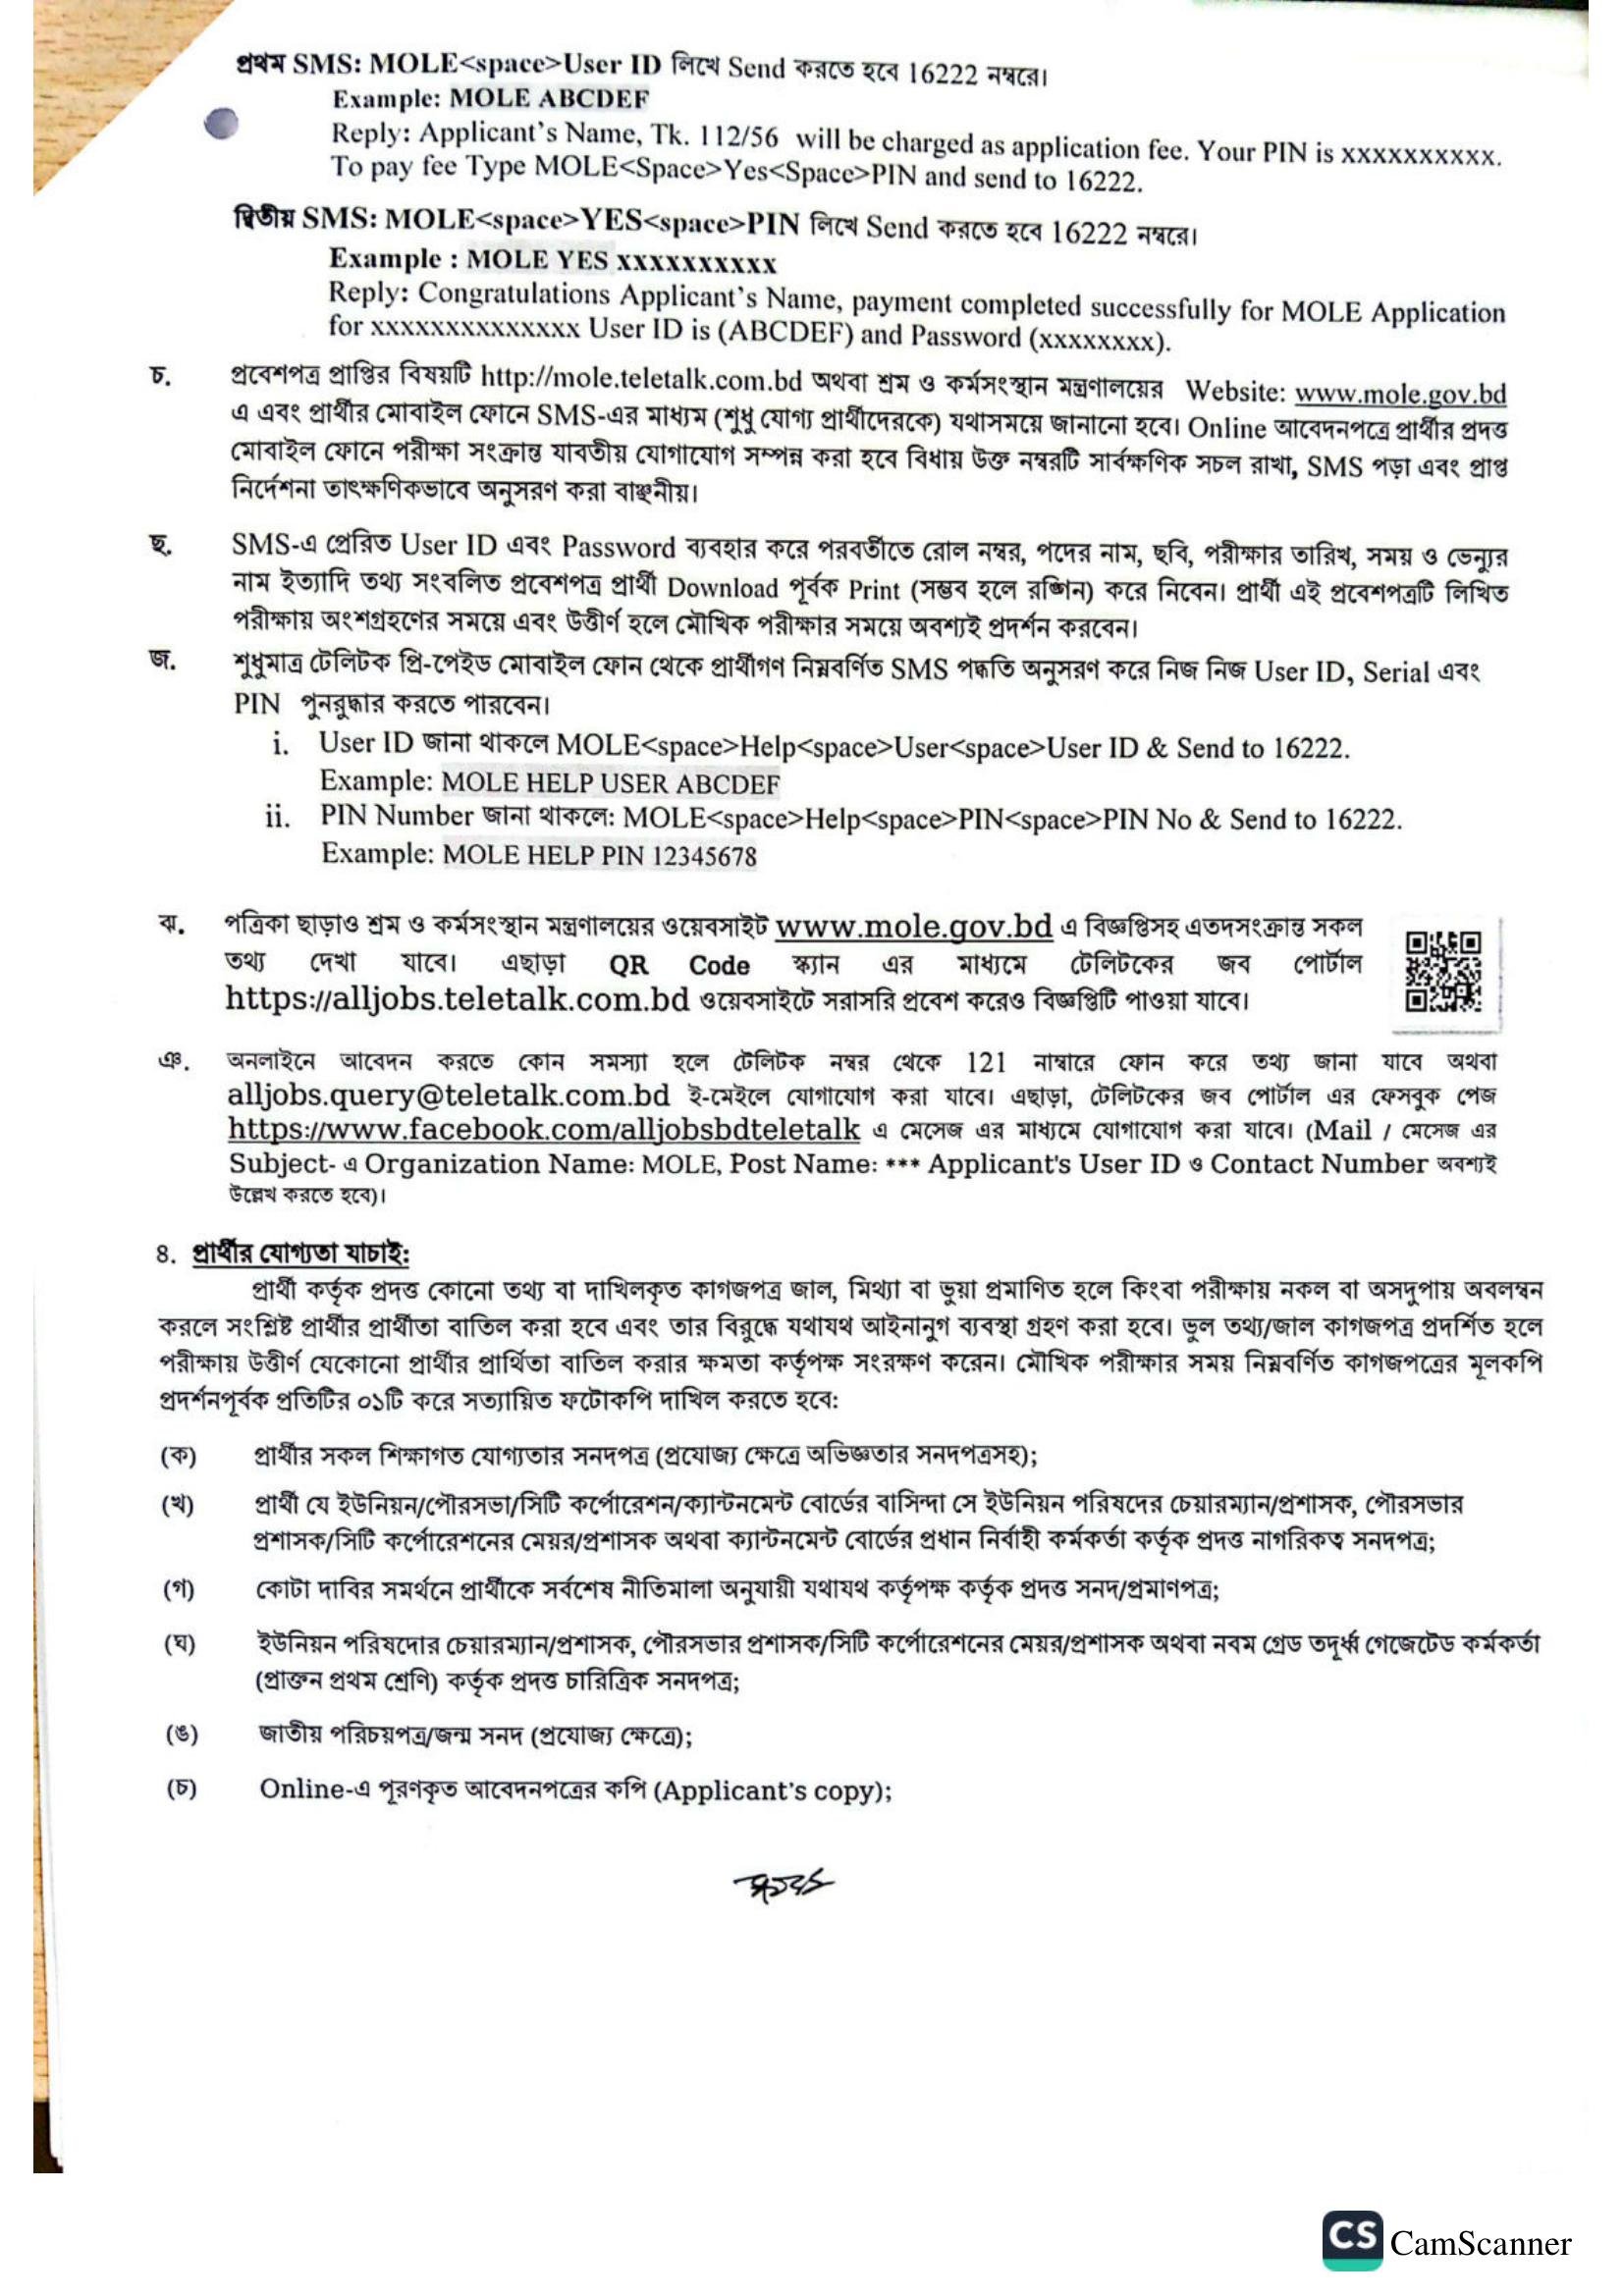 প্রথম SMS: MOLE<space>User ID লিখে Send করতে হবে 16222 নম্বরে।
Example: MOLE ABCDEF
Reply: Applicant's Name, Tk. 112/56 will be charged as application fee. Your PIN is xxxxxxxxxx.
To pay fee Type MOLE<Space>Yes<Space>PIN and send to 16222.
দ্বিতীয় SMS: MOLE<space>YES<space>PIN লিখে Send করতে হবে 16222 নম্বরে।
Example : MOLE YES xxxxxxxxxx
Reply: Congratulations Applicant's Name, payment completed successfully for MOLE Application
for xxxxxxxxxxxxxx User ID is (ABCDEF) and Password (xxxxxxxx).
চ. প্রবেশপত্র প্রাপ্তির বিষয়টি http://mole.teletalk.com.bd অথবা শ্রম ও কর্মসংস্থান মন্ত্রণালয়ের Website: www.mole.gov.bd
এ এবং প্রার্থীর মোবাইল ফোনে SMS-এর মাধ্যম (শুধু যোগ্য প্রার্থীদেরকে) যথাসময়ে জানানো হবে। Online আবেদনপত্রে প্রার্থীর প্রদত্ত
মোবাইল ফোনে পরীক্ষা সংক্রান্ত যাবতীয় যোগাযোগ সম্পন্ন করা হবে বিধায় উক্ত নম্বরটি সার্বক্ষণিক সচল রাখা, SMS পড়া এবং প্রাপ্ত
নির্দেশনা তাৎক্ষণিকভাবে অনুসরণ করা বাঞ্ছনীয়।
ছ. SMS-এ প্রেরিত User ID এবং Password ব্যবহার করে পরবর্তীতে রোল নম্বর, পদের নাম, ছবি, পরীক্ষার তারিখ, সময় ও ভেন্যুর
নাম ইত্যাদি তথ্য সংবলিত প্রবেশপত্র প্রার্থী Download পূর্বক Print (সম্ভব হলে রঙ্গিন) করে নিবেন। প্রার্থী এই প্রবেশপত্রটি লিখিত
পরীক্ষায় অংশগ্রহণের সময়ে এবং উত্তীর্ণ হলে মৌখিক পরীক্ষার সময়ে অবশ্যই প্রদর্শন করবেন।
জ. শুধুমাত্র টেলিটক প্রি-পেইড মোবাইল ফোন থেকে প্রার্থীগণ নিম্নবর্ণিত SMS পদ্ধতি অনুসরণ করে নিজ নিজ User ID, Serial এবং
PIN পুনরুদ্ধার করতে পারবেন।
i. User ID জানা থাকলে MOLE<space>Help<space>User<space>User ID & Send to 16222.
Example: MOLE HELP USER ABCDEF
ii. PIN Number জানা থাকলে: MOLE<space>Help<space>PIN<space>PIN No & Send to 16222.
Example: MOLE HELP PIN 12345678
ঝ. পত্রিকা ছাড়াও শ্রম ও কর্মসংস্থান মন্ত্রণালয়ের ওয়েবসাইট www.mole.gov.bd এ বিজ্ঞপ্তিসহ এতদসংক্রান্ত সকল
তথ্য দেখা যাবে। এছাড়া QR Code স্ক্যান এর মাধ্যমে টেলিটকের জব পোর্টাল
https://alljobs.teletalk.com.bd ওয়েবসাইটে সরাসরি প্রবেশ করেও বিজ্ঞপ্তিটি পাওয়া যাবে।
ঞ. অনলাইনে আবেদন করতে কোন সমস্যা হলে টেলিটক নম্বর থেকে 121 নাম্বারে ফোন করে তথ্য জানা যাবে অথবা
alljobs.query@teletalk.com.bd ই-মেইলে যোগাযোগ করা যাবে। এছাড়া, টেলিটকের জব পোর্টাল এর ফেসবুক পেজ
https://www.facebook.com/alljobsbdteletalk এ মেসেজ এর মাধ্যমে যোগাযোগ করা যাবে। (Mail / মেসেজ এর
Subject- এ Organization Name: MOLE, Post Name: *** Applicant's User ID ও Contact Number অবশ্যই
উল্লেখ করতে হবে)।
৪. প্রার্থীর যোগ্যতা যাচাই:
প্রার্থী কর্তৃক প্রদত্ত কোনো তথ্য বা দাখিলকৃত কাগজপত্র জাল, মিথ্যা বা ভুয়া প্রমাণিত হলে কিংবা পরীক্ষায় নকল বা অসদুপায় অবলম্বন
করলে সংশ্লিষ্ট প্রার্থীর প্রার্থীতা বাতিল করা হবে এবং তার বিরুদ্ধে যথাযথ আইনানুগ ব্যবস্থা গ্রহণ করা হবে। ভুল তথ্য/জাল কাগজপত্র প্রদর্শিত হলে
পরীক্ষায় উত্তীর্ণ যেকোনো প্রার্থীর প্রার্থিতা বাতিল করার ক্ষমতা কর্তৃপক্ষ সংরক্ষণ করেন। মৌখিক পরীক্ষার সময় নিম্নবর্ণিত কাগজপত্রের মূলকপি
প্রদর্শনপূর্বক প্রতিটির ০১টি করে সত্যায়িত ফটোকপি দাখিল করতে হবে:
(ক) প্রার্থীর সকল শিক্ষাগত যোগ্যতার সনদপত্র (প্রযোজ্য ক্ষেত্রে অভিজ্ঞতার সনদপত্রসহ);
(খ) প্রার্থী যে ইউনিয়ন/পৌরসভা/সিটি কর্পোরেশন/ক্যান্টনমেন্ট বোর্ডের বাসিন্দা সে ইউনিয়ন পরিষদের চেয়ারম্যান/প্রশাসক, পৌরসভার
প্রশাসক/সিটি কর্পোরেশনের মেয়র/প্রশাসক অথবা ক্যান্টনমেন্ট বোর্ডের প্রধান নির্বাহী কর্মকর্তা কর্তৃক প্রদত্ত নাগরিকত্ব সনদপত্র;
(গ) কোটা দাবির সমর্থনে প্রার্থীকে সর্বশেষ নীতিমালা অনুযায়ী যথাযথ কর্তৃপক্ষ কর্তৃক প্রদত্ত সনদ/প্রমাণপত্র;
(ঘ) ইউনিয়ন পরিষদোর চেয়ারম্যান/প্রশাসক, পৌরসভার প্রশাসক/সিটি কর্পোরেশনের মেয়র/প্রশাসক অথবা নবম গ্রেড তদূর্ধ্ব গেজেটেড কর্মকর্তা
(প্রাক্তন প্রথম শ্রেণি) কর্তৃক প্রদত্ত চারিত্রিক সনদপত্র;
(ঙ) জাতীয় পরিচয়পত্র/জন্ম সনদ (প্রযোজ্য ক্ষেত্রে);
(চ) Online-এ পূরণকৃত আবেদনপত্রের কপি (Applicant's copy);
CS CamScanner